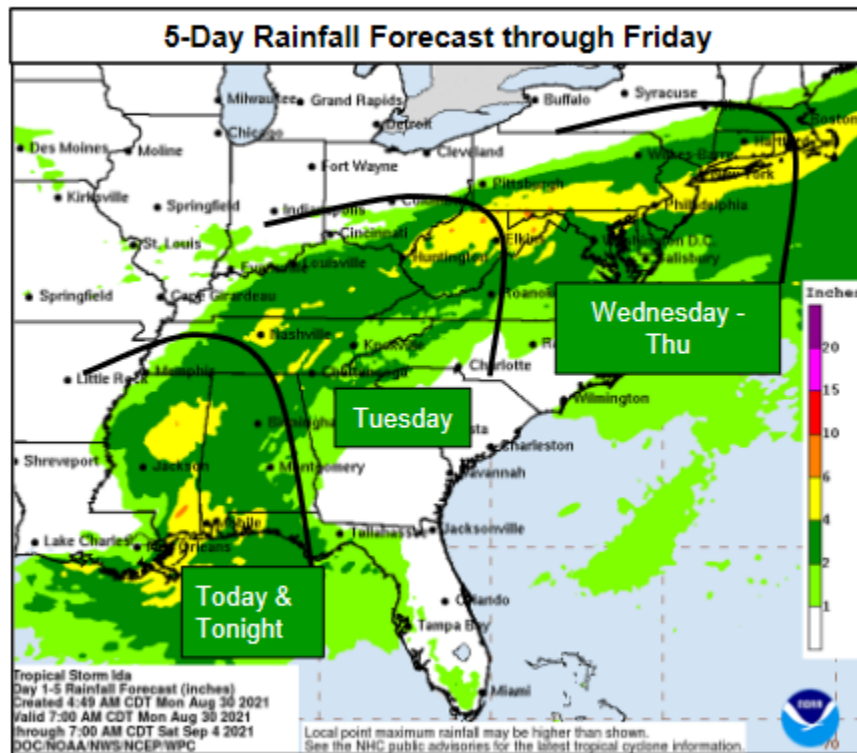 5-Day Rainfall Forecast through Friday
Milwaukee
Grand Rapids
Buffalo
Syracuse
Boston
Chicago
Detroit
Des Moines
Moline
Cleveland
Fort Wayne
Wilkes-Barre
New York
Kirksville
Springfield
Indianapolis
Pittsburgh
Philadelphia
Cincinnati
Elkins
Washington D.C.
St. Louis
Louisville
Huntington
Salisbury
Springfield
Cape Girardeau
Roanoke
Inches
Wednesday -
Thu
Nashville
Knoxville
20
Little Rock
Memphis
Chattanooga
Charlotte
15
Wilmington
Tuesday
10
Birmingham
Shreveport
Jackson
Montgomery
Charleston
6
Savannah
4
Lake Charles
New Orleans
Mobile
Tallahassee
Jacksonville
2
Today &
Tonight
Orlando
1
Tampa Bay
Miami
Tropical Storm Ida
Day 1-5 Rainfall Forecast (inches)
Created 4:49 AM CDT Mon Aug 30 2021
Valid 7:00 AM CDT Mon Aug 30 2021
through 7:00 AM CDT Sat Sep 4 2021
DOC/NOAA/NWS/NCEP/WPC
Local point maximum rainfall may be higher than shown.
See the NHC public advisories for the latest tropical cyclone information.
noaa
70